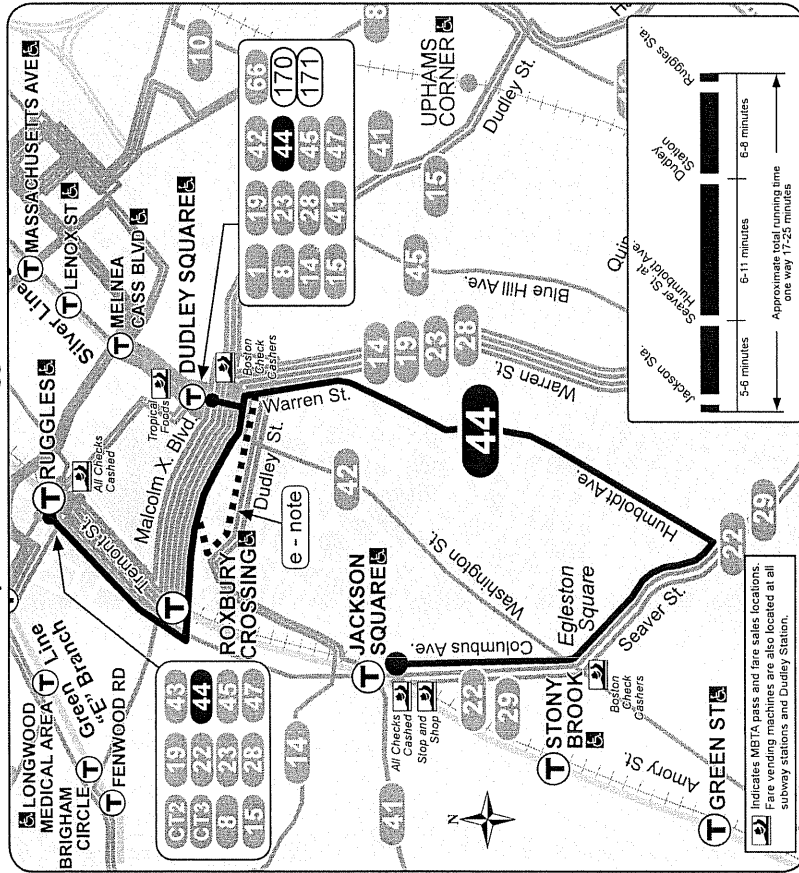 LONGWOOD
MEDICAL AREA
BRIGHAM
CIRCLE
Green Line
"E" Branch
FENWOOD RD
RUGGLES
All Checks
Cashed
MASSACHUSETTS AVE
LENOX ST
Silver Line
MELNEA
CASS BLVD
10
8
CT2 19 43
CT3 22 44
8 23 45
15 28 47
Tremont St.
Malcolm X. Blvd
Tropical
Foods
DUDLEY SQUARE
Boston
Check
Cashers
1 19 42 66
8 23 44 170
14 28 45 171
15 41 47
ROXBURY
CROSSING
e - note
Dudley St.
Warren St.
UPHAMS
CORNER
Dudley St.
41
15
45
Blue Hill Ave.
14
19
23
28
Warren St.
14
42
Washington St.
44
Humboldt Ave.
41
JACKSON
SQUARE
All Checks
Cashed
Stop and
Shop
Columbus Ave.
22
29
Egleston
Square
Seaver St.
22
29
STONY
BROOK
Boston
Check
Cashers
Amory St.
GREEN ST
N
Indicates MBTA pass and fare sales locations.
Fare vending machines are also located at all
subway stations and Dudley Station.
Jackson Sta.
Seaver St. at
Humboldt Ave.
Dudley
Station
Ruggles Sta.
5-6 minutes
6-11 minutes
6-8 minutes
Approximate total running time
one way 17-25 minutes